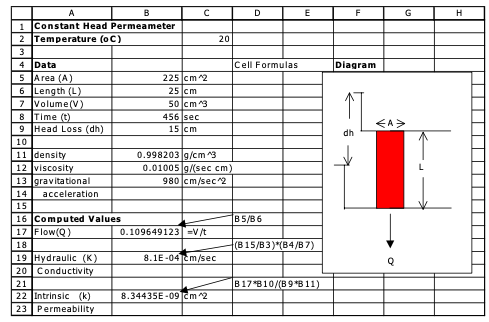 A B C D E F G H
1 Constant Head Permeameter
2 Temperature (oC) 20
3
4 Data Cell Formulas Diagram
5 Area (A) 225 cm^2
6 Length (L) 25 cm
7 Volume(V) 50 cm^3
8 Time (t) 456 sec
9 Head Loss (dh) 15 cm
10
11 density 0.998203 g/cm^3
12 viscosity 0.01005 g/(sec cm)
13 gravitational 980 cm/sec^2
14 acceleration
15
16 Computed Values B5/B6
17 Flow(Q) 0.109649123 =V/t
18 (B15/B3)*(B4/B7)
19 Hydraulic (K) 8.1E-04 cm/sec
20 Conductivity
21 B17*B10/(B9*B11)
22 Intrinsic (k) 8.34435E-09 cm^2
23 Permeability
A
dh
L
Q